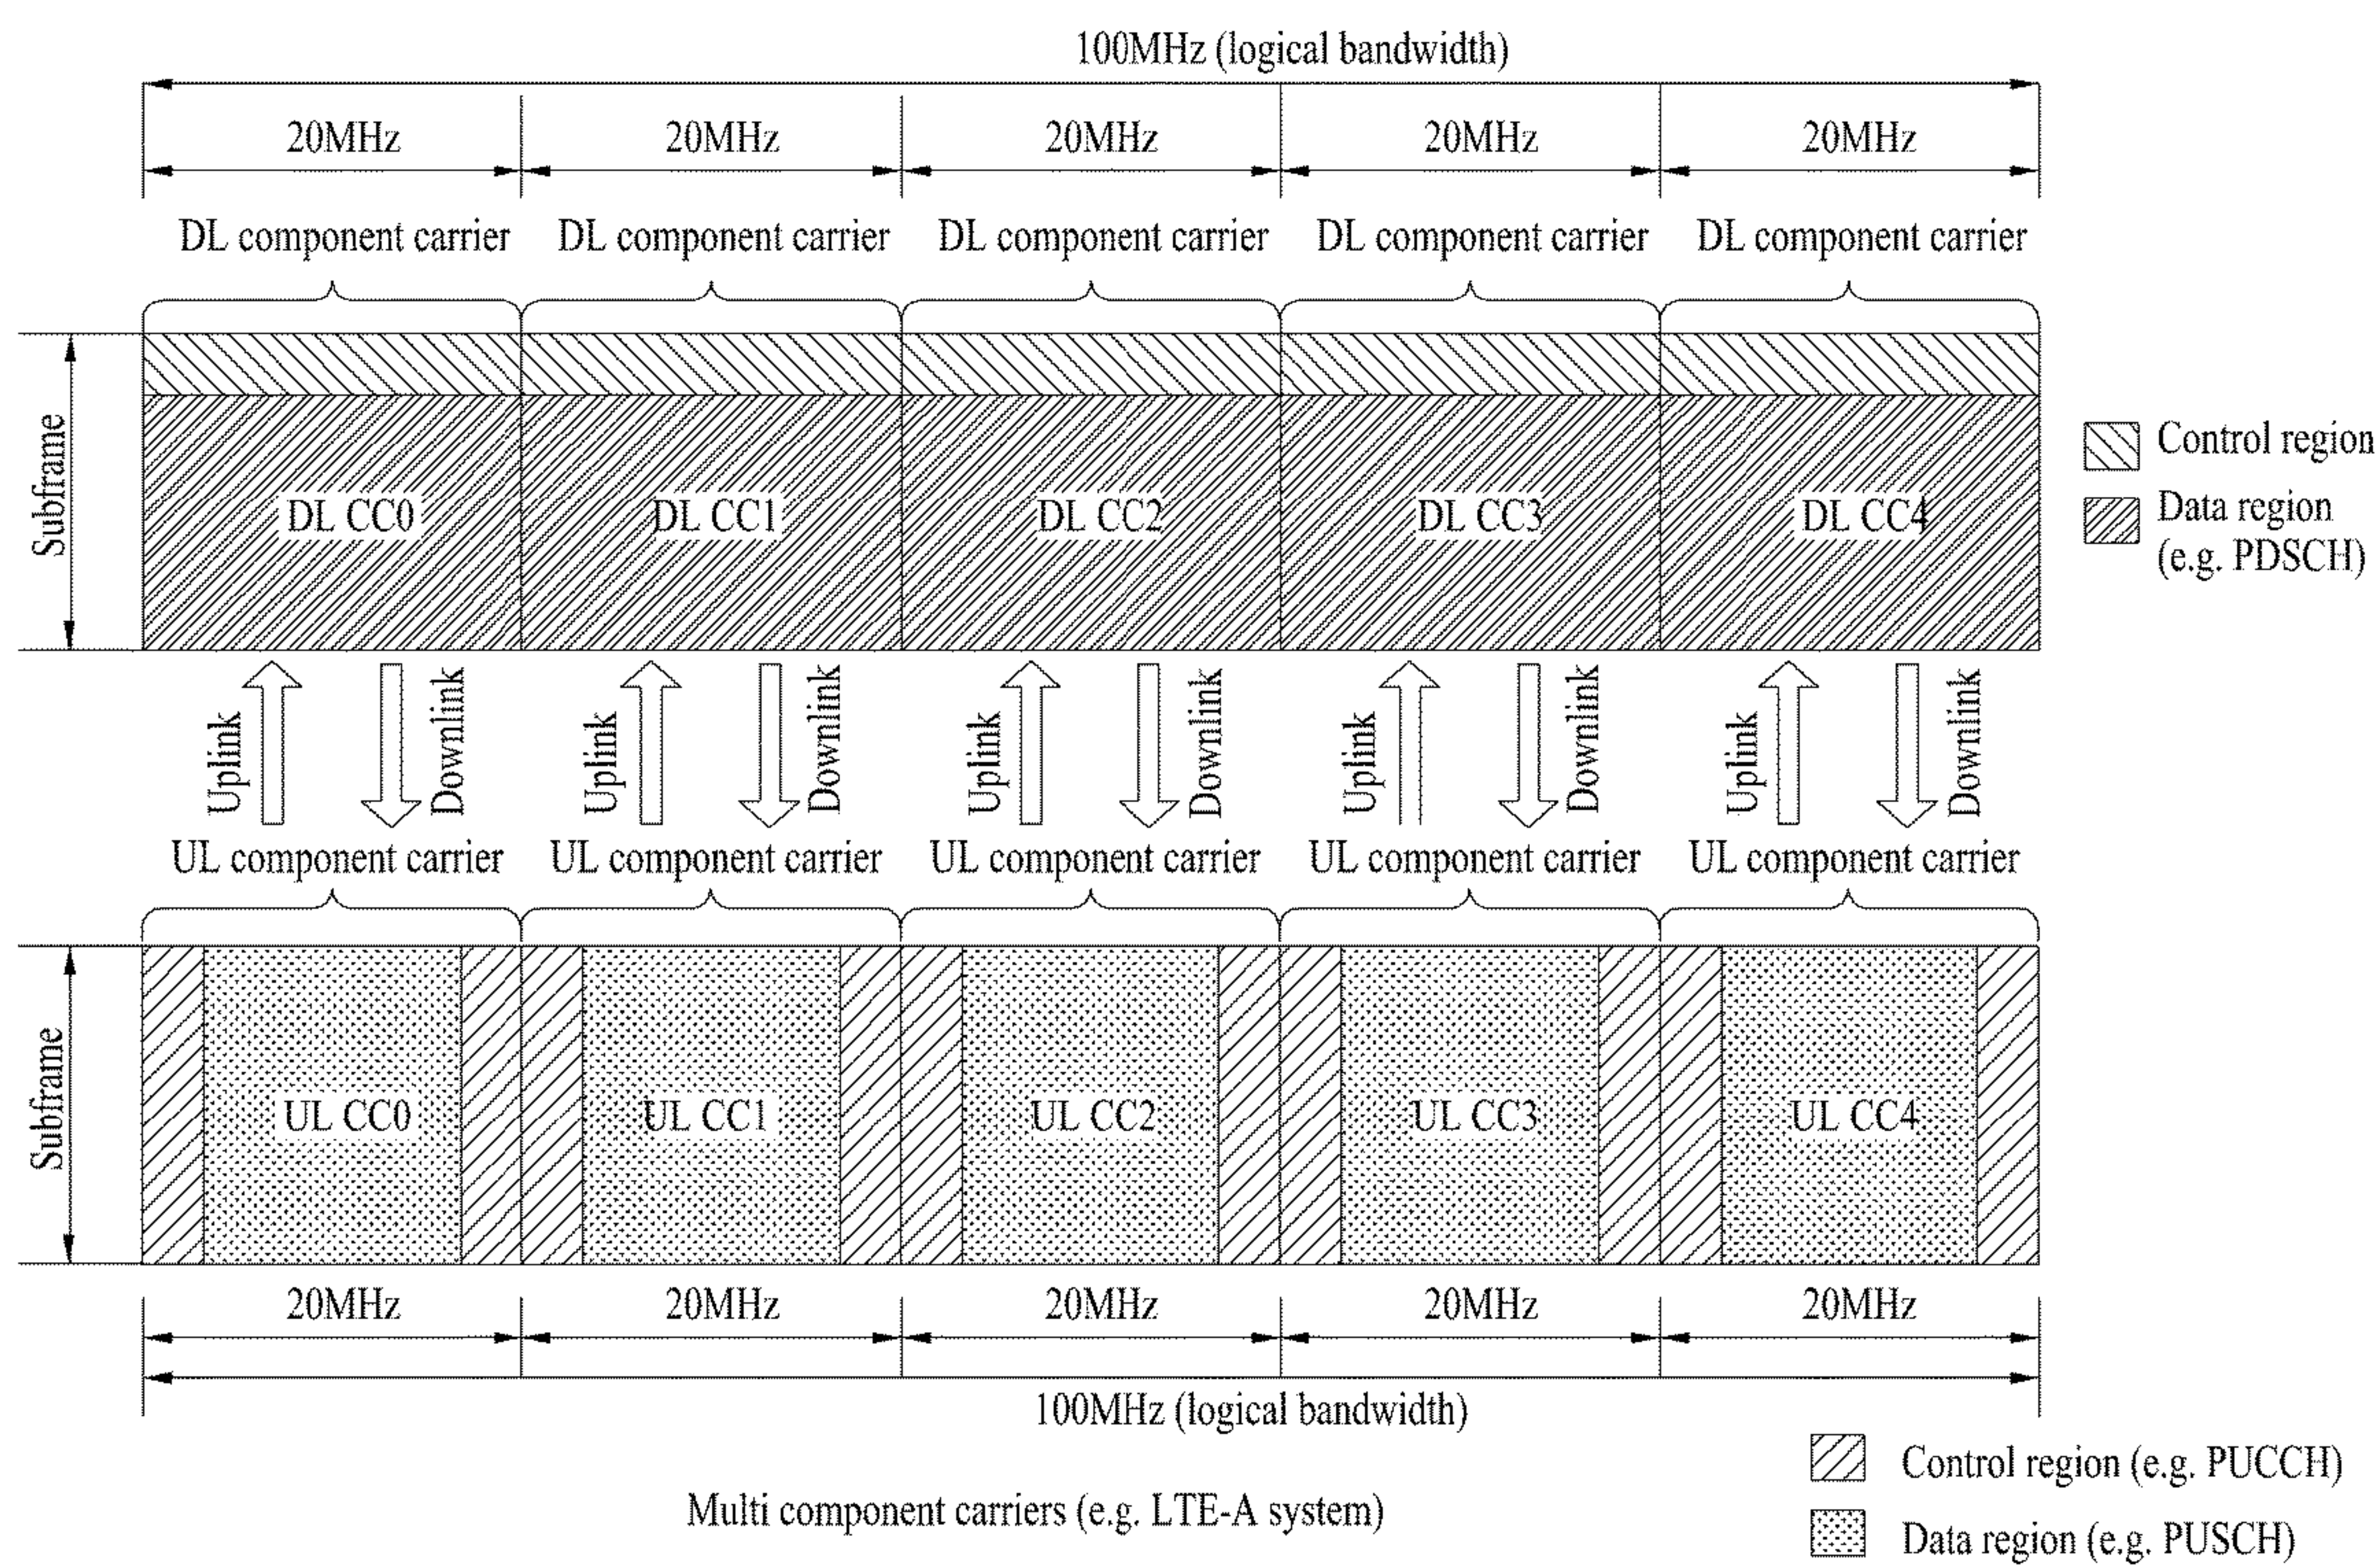 100MHz (logical bandwidth)
20MHz 20MHz 20MHz 20MHz 20MHz
DL component carrier DL component carrier DL component carrier DL component carrier DL component carrier
Subframe
DL CC0 DL CC1 DL CC2 DL CC3 DL CC4
Control region
Data region
(e.g. PDSCH)
Uplink Downlink Uplink Downlink Uplink Downlink Uplink Downlink Uplink Downlink
UL component carrier UL component carrier UL component carrier UL component carrier UL component carrier
Subframe
UL CC0 UL CC1 UL CC2 UL CC3 UL CC4
20MHz 20MHz 20MHz 20MHz 20MHz
100MHz (logical bandwidth)
Control region (e.g. PUCCH)
Multi component carriers (e.g. LTE-A system)
Data region (e.g. PUSCH)